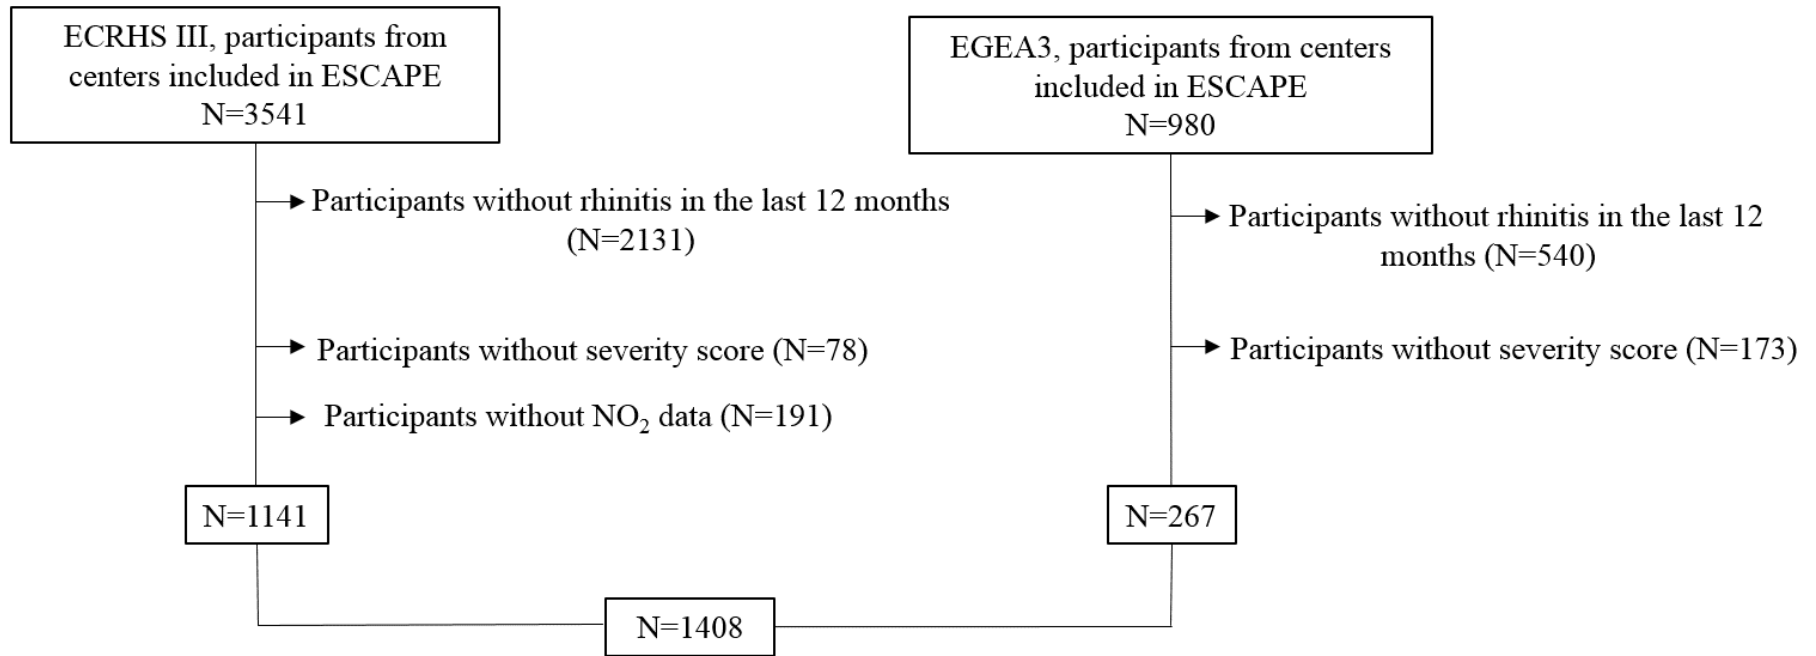 ECRHS III, participants from
centers included in ESCAPE
N=3541
EGEA3, participants from centers
included in ESCAPE
N=980
Participants without rhinitis in the last 12 months
(N=2131)
Participants without rhinitis in the last 12
months (N=540)
Participants without severity score (N=78)
Participants without severity score (N=173)
Participants without NO₂ data (N=191)
N=1141
N=267
N=1408